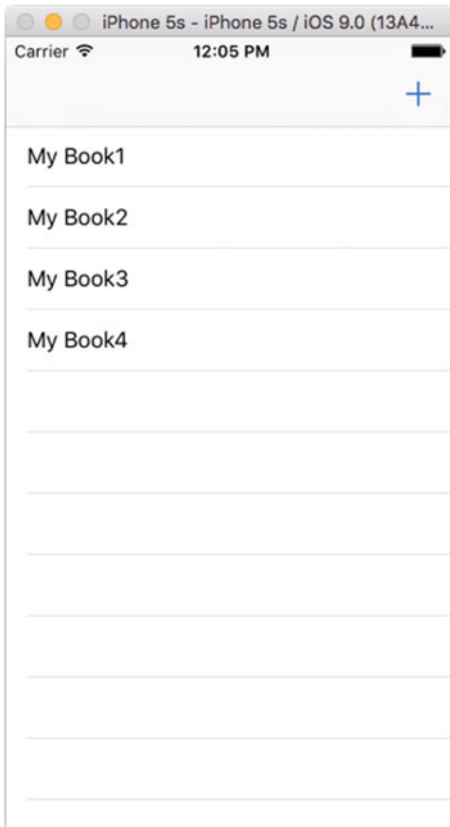 iPhone 5s - iPhone 5s / iOS 9.0 (13A4...
Carrier 12:05 PM
+
My Book1
My Book2
My Book3
My Book4